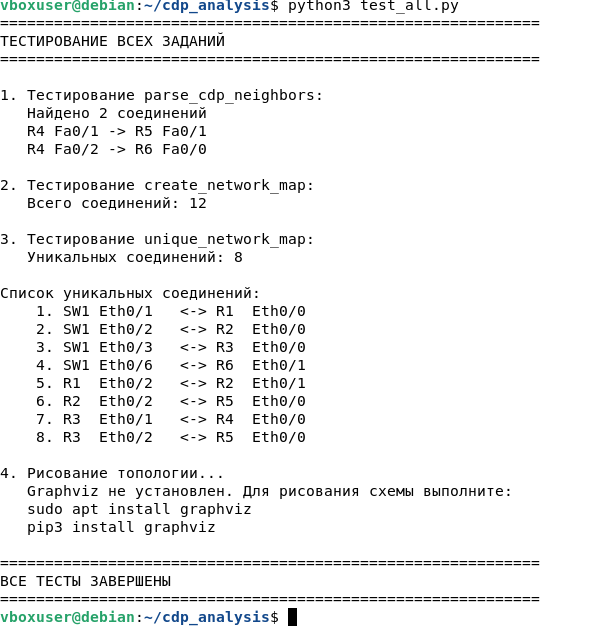 vboxuser@debian:~/cdp_analysis$ python3 test_all.py
============================================================
ТЕСТИРОВАНИЕ ВСЕХ ЗАДАНИЙ
============================================================
1. Тестирование parse_cdp_neighbors:
Найдено 2 соединений
R4 Fa0/1 -> R5 Fa0/1
R4 Fa0/2 -> R6 Fa0/0
2. Тестирование create_network_map:
Всего соединений: 12
3. Тестирование unique_network_map:
Уникальных соединений: 8
Список уникальных соединений:
1. SW1 Eth0/1   <-> R1  Eth0/0
2. SW1 Eth0/2   <-> R2  Eth0/0
3. SW1 Eth0/3   <-> R3  Eth0/0
4. SW1 Eth0/6   <-> R6  Eth0/1
5. R1  Eth0/2   <-> R2  Eth0/1
6. R2  Eth0/2   <-> R5  Eth0/0
7. R3  Eth0/1   <-> R4  Eth0/0
8. R3  Eth0/2   <-> R5  Eth0/0
4. Рисование топологии...
Graphviz не установлен. Для рисования схемы выполните:
sudo apt install graphviz
pip3 install graphviz
============================================================
ВСЕ ТЕСТЫ ЗАВЕРШЕНЫ
============================================================
vboxuser@debian:~/cdp_analysis$